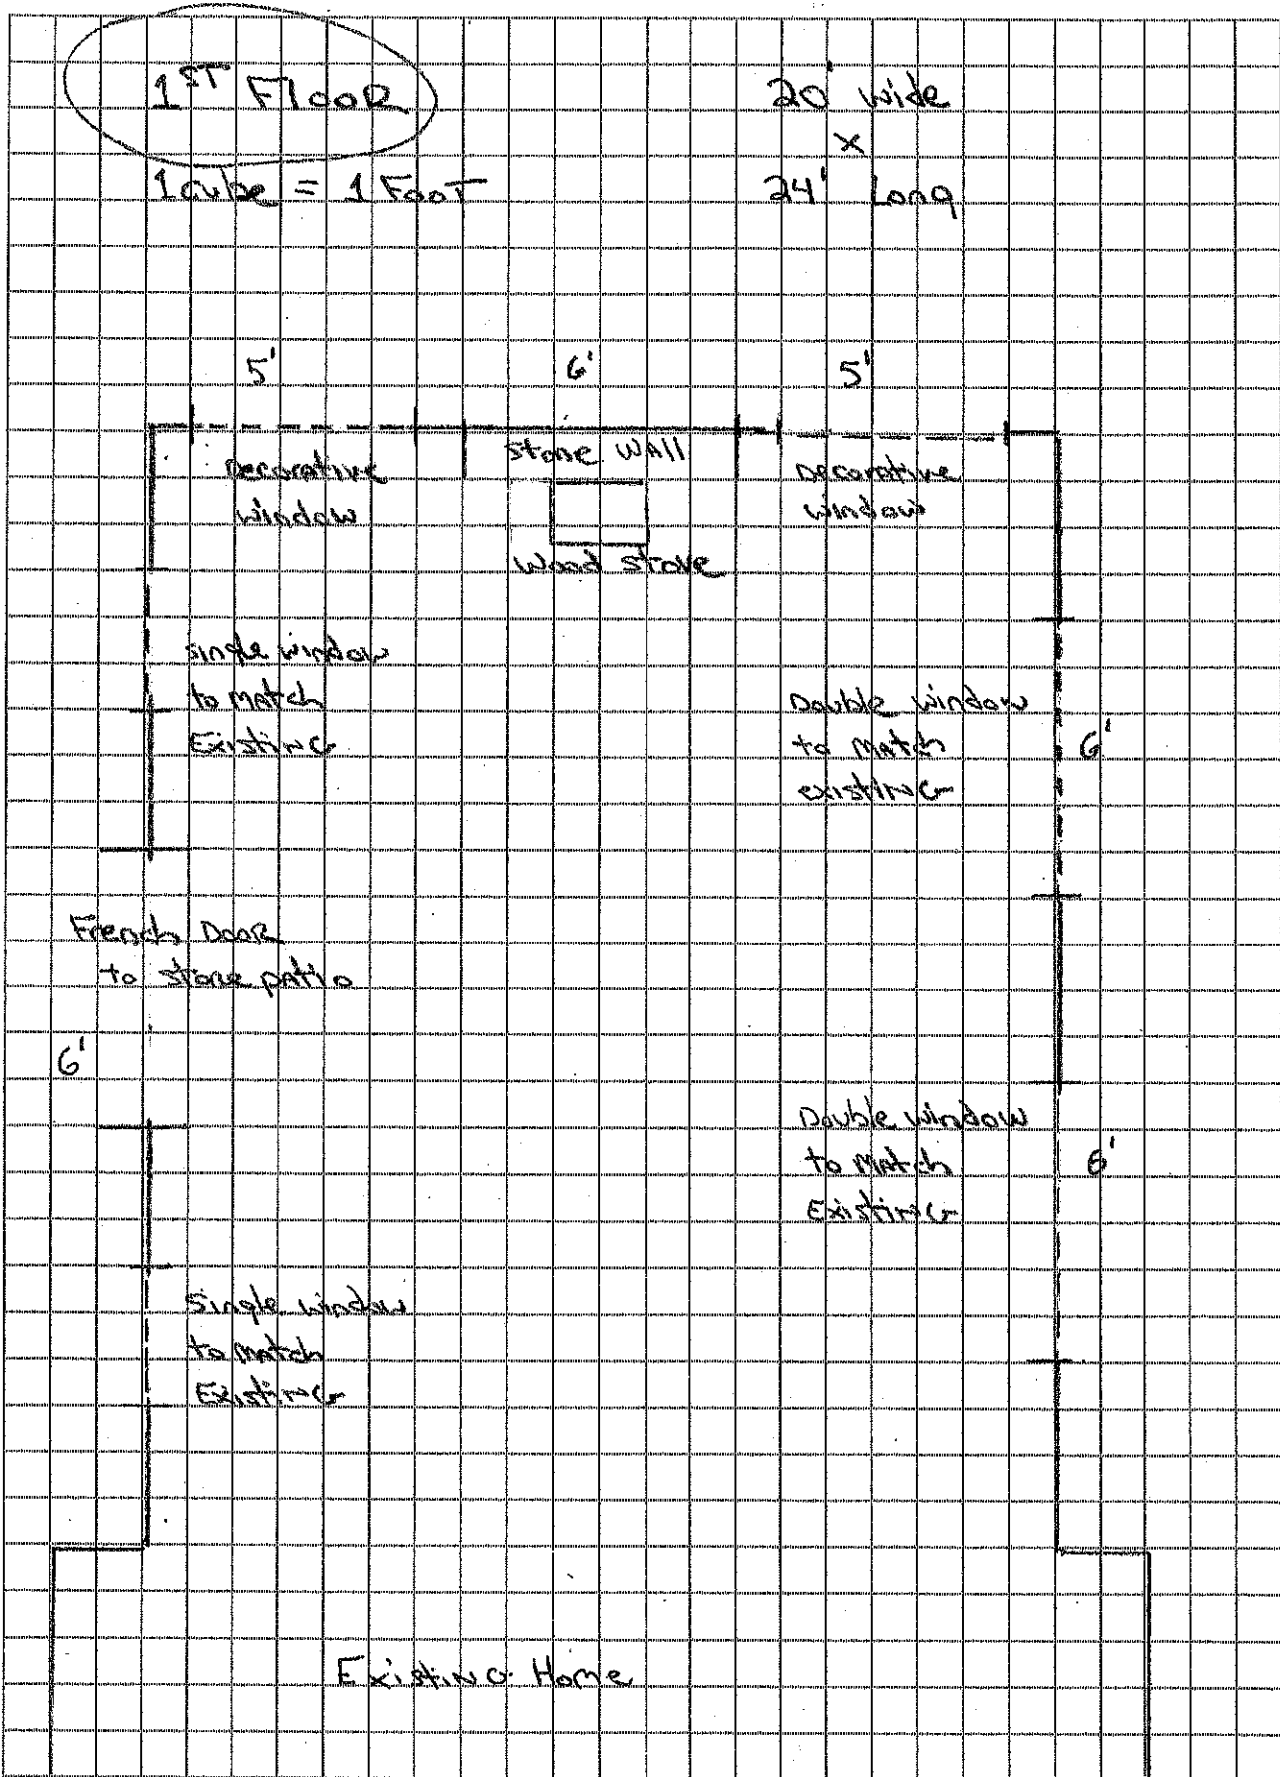 1ST FLOOR
1 cube = 1 FOOT
20' wide
x
24' Long
5'
6'
5'
Decorative
window
Stone WALL
Wood Stove
Decorative
window
single window
to match
EXISTING
Double window
to match
existing
6'
French DOOR
to stone patio
6'
Double window
to match
EXISTING
6'
Single window
to match
EXISTING
EXISTING Home